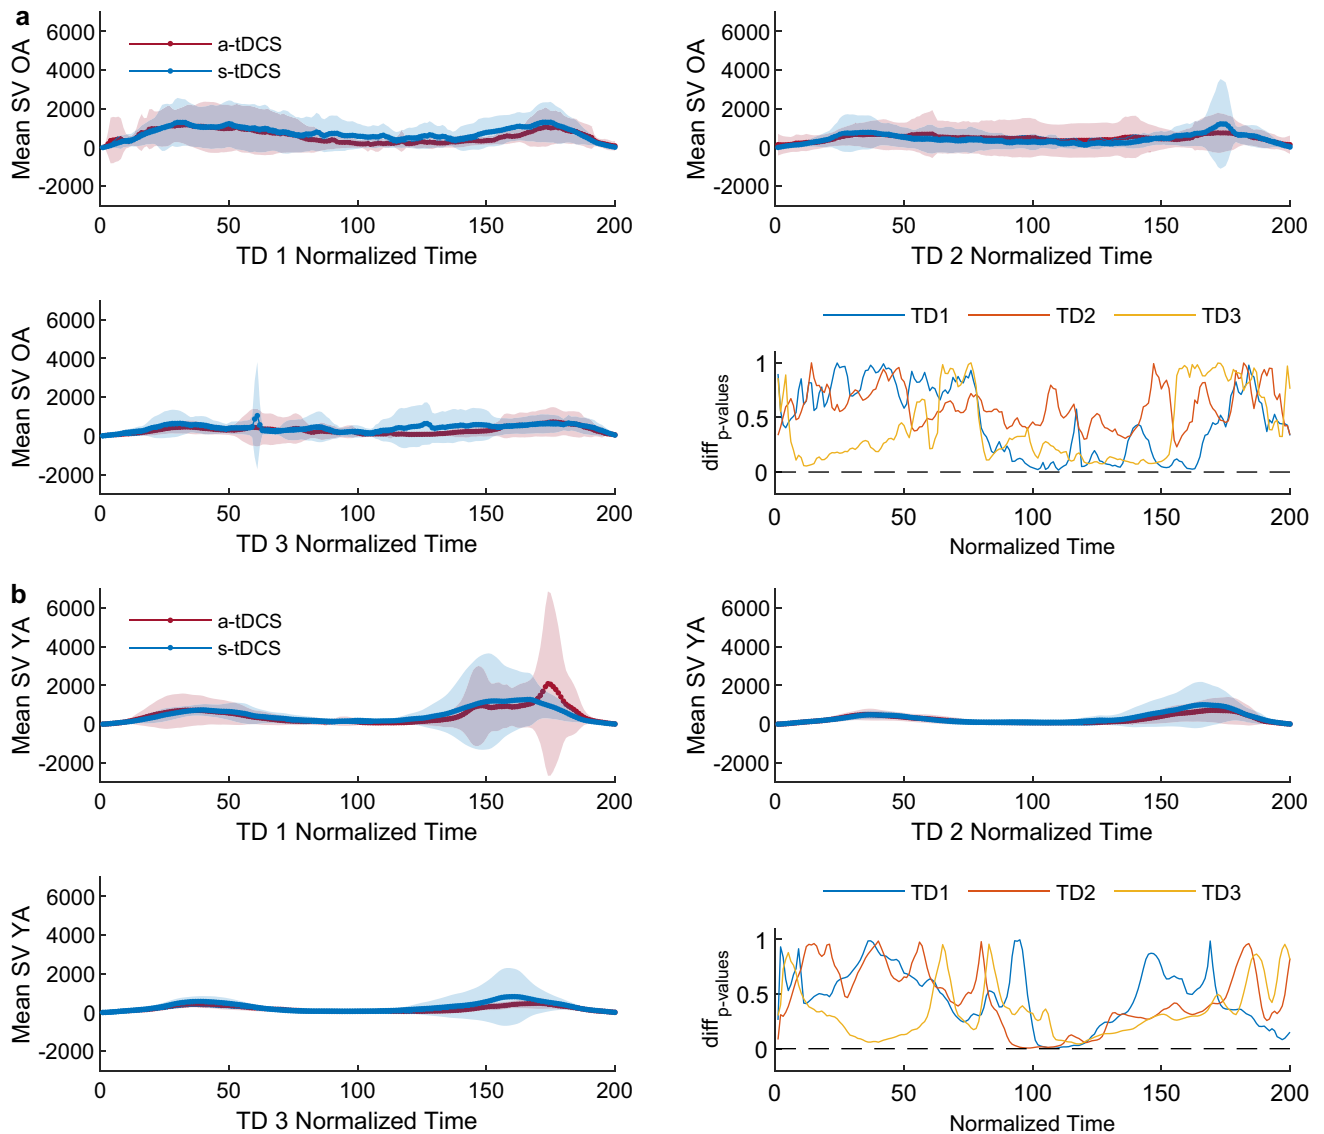 a
Mean SV OA
6000
4000
2000
0
-2000
a-tDCS
s-tDCS
0 50 100 150 200
TD 1 Normalized Time
Mean SV OA
6000
4000
2000
0
-2000
0 50 100 150 200
TD 2 Normalized Time
Mean SV OA
6000
4000
2000
0
-2000
0 50 100 150 200
TD 3 Normalized Time
TD1 TD2 TD3
diff p-values
1
0.5
0
0 50 100 150 200
Normalized Time
b
Mean SV YA
6000
4000
2000
0
-2000
a-tDCS
s-tDCS
0 50 100 150 200
TD 1 Normalized Time
Mean SV YA
6000
4000
2000
0
-2000
0 50 100 150 200
TD 2 Normalized Time
Mean SV YA
6000
4000
2000
0
-2000
0 50 100 150 200
TD 3 Normalized Time
TD1 TD2 TD3
diff p-values
1
0.5
0
0 50 100 150 200
Normalized Time